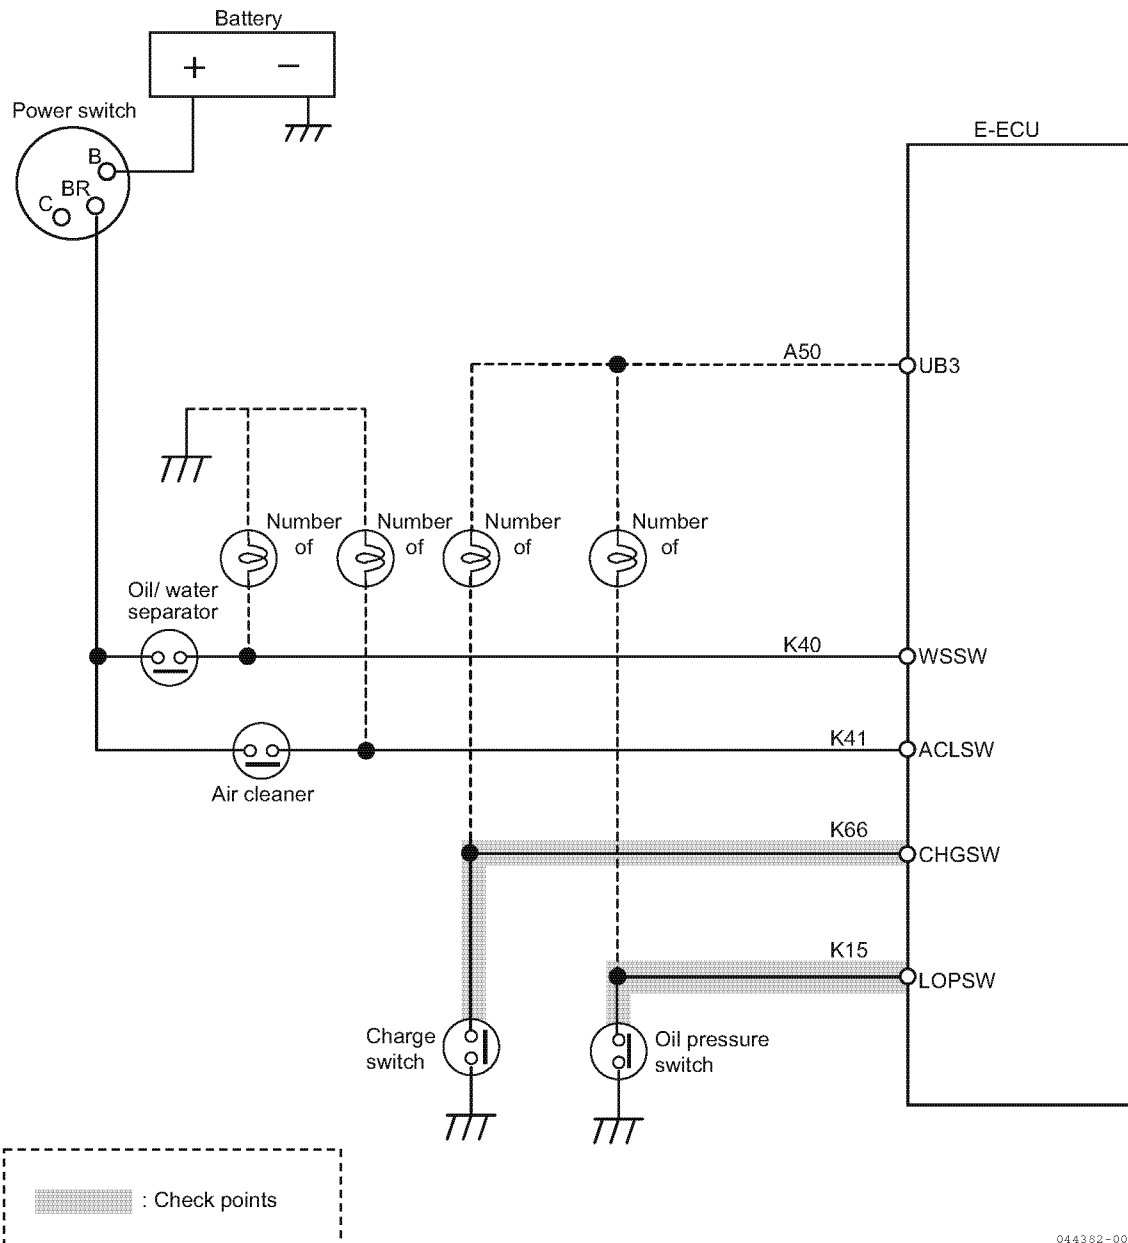 Battery
+ −
Power switch
B
BR
C
E-ECU
A50
UB3
Number of
Number of
Number of
Number of
Oil/ water
separator
K40
WSSW
K41
ACLSW
Air cleaner
K66
CHGSW
K15
LOPSW
Charge
switch
Oil pressure
switch
: Check points
044382-00